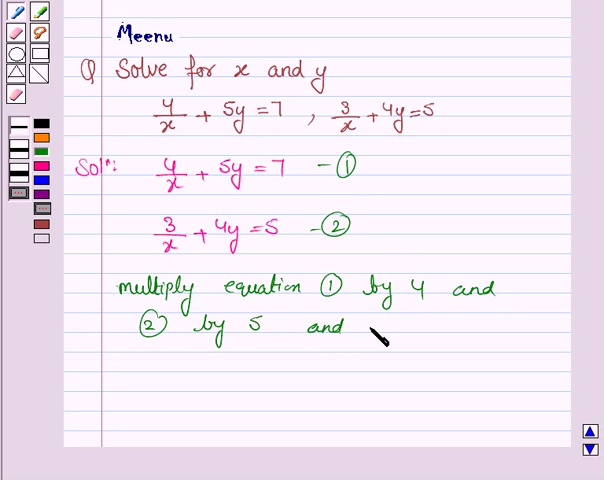 Meenu
Q Solve for x and y
4/x + 5y = 7 , 3/x + 4y = 5
Solⁿ: 4/x + 5y = 7 - ①
3/x + 4y = 5 - ②
multiply equation ① by 4 and
② by 5 and